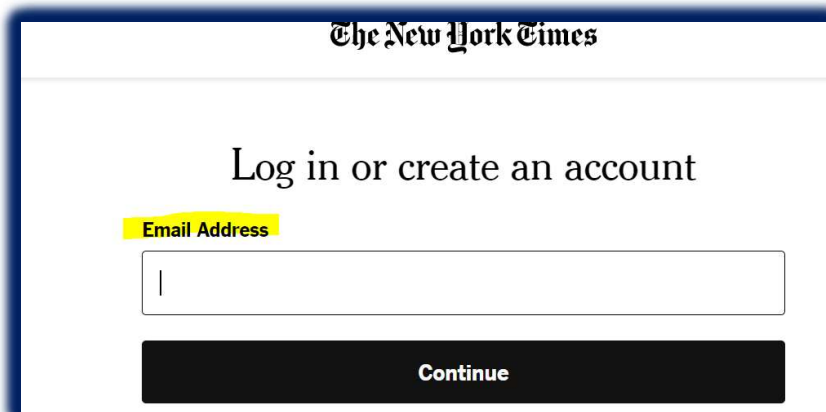 The New York Times
Log in or create an account
Email Address
Continue